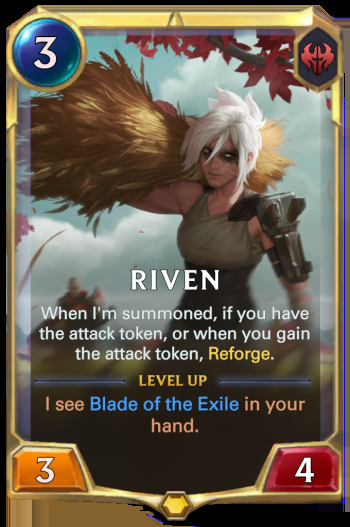 3
RIVEN
When I'm summoned, if you have
the attack token, or when you gain
the attack token, Reforge.
LEVEL UP
I see Blade of the Exile in your
hand.
3
4